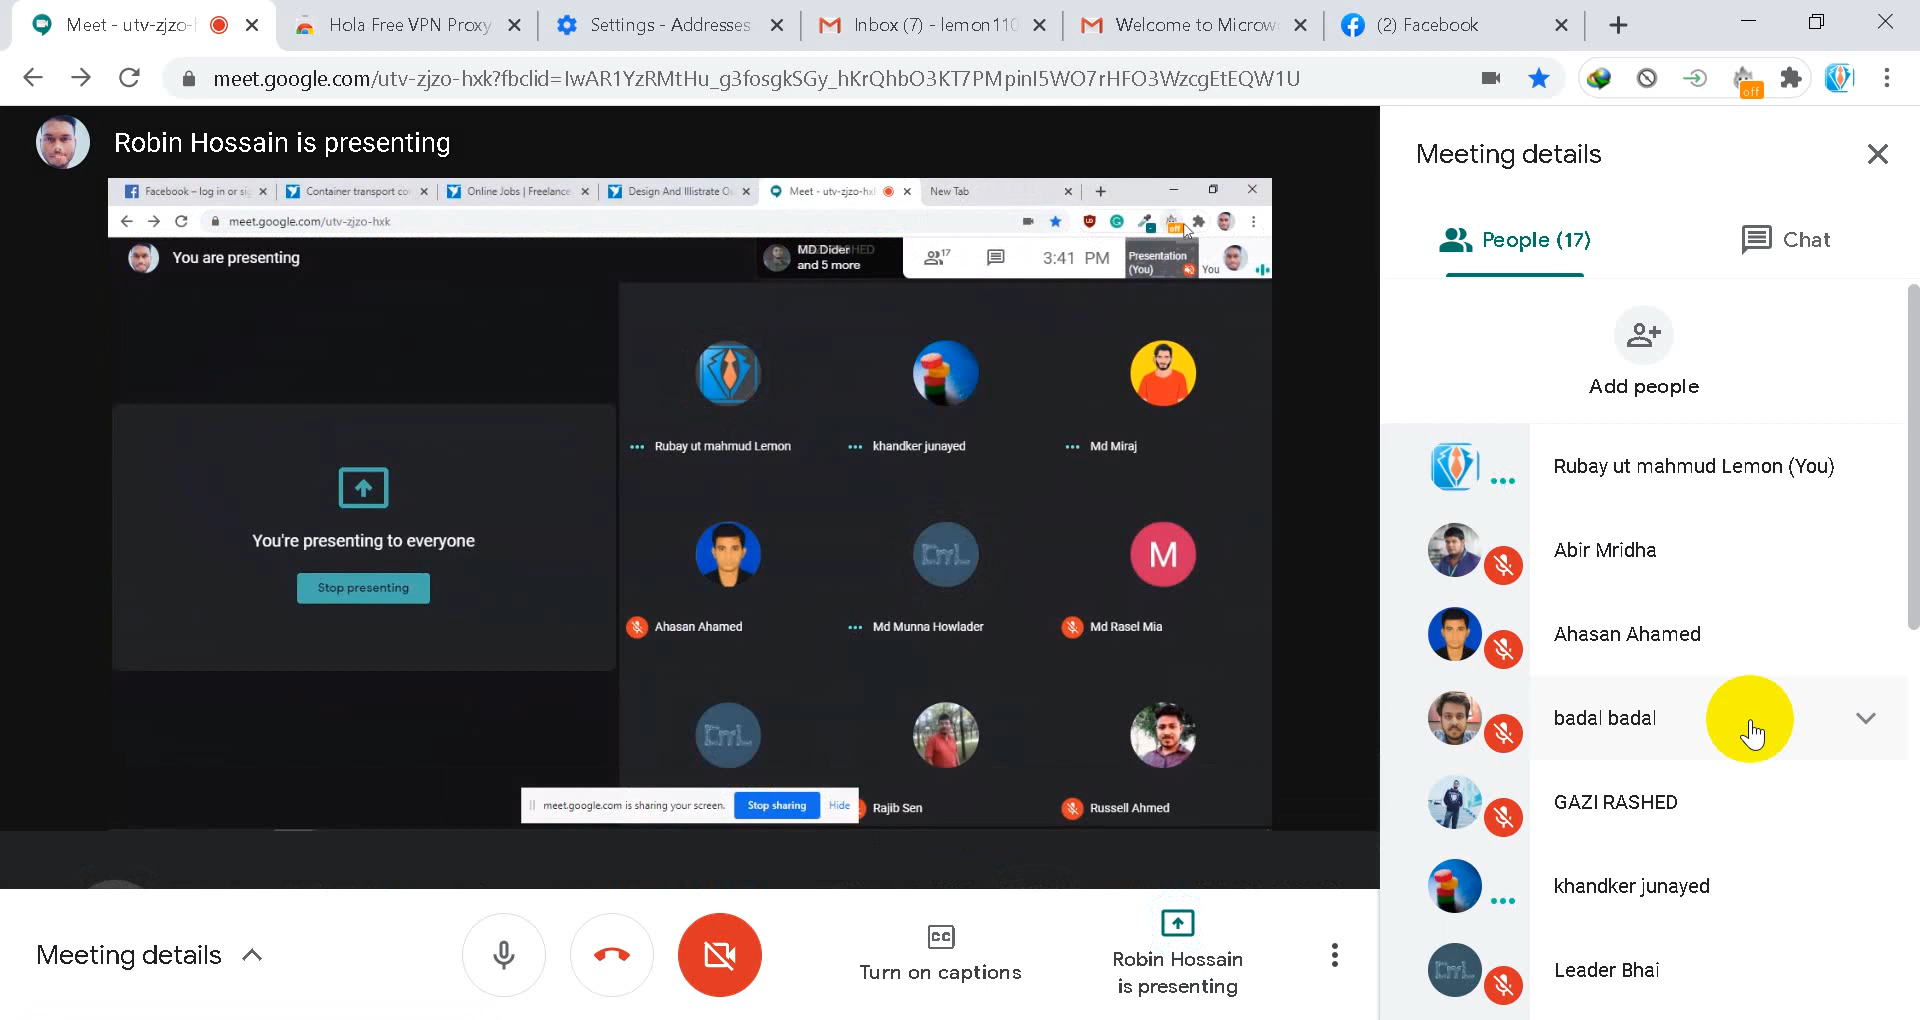 Meet - utv-zjzo-
Hola Free VPN Proxy
Settings - Addresses
Inbox (7) - lemon110
Welcome to Microw
(2) Facebook
meet.google.com/utv-zjzo-hxk?fbclid=IwAR1YzRMtHu_g3fosgkSGy_hKrQhbO3KT7PMpinI5WO7rHFO3WzcgEtEQW1U
off
Robin Hossain is presenting
Facebook – log in or si
Container transport co
Online Jobs | Freelance
Design And Illistrate O
Meet - utv-zjzo-hx
New Tab
meet.google.com/utv-zjzo-hxk
off
You are presenting
MD Dider
and 5 more
17
3:41 PM
Presentation
(You)
You
Rubay ut mahmud Lemon
khandker junayed
Md Miraj
You're presenting to everyone
Stop presenting
M
Ahasan Ahamed
Md Munna Howlader
Md Rasel Mia
meet.google.com is sharing your screen.
Stop sharing
Hide
Rajib Sen
Russell Ahmed
Meeting details
People (17)
Chat
Add people
Rubay ut mahmud Lemon (You)
Abir Mridha
Ahasan Ahamed
badal badal
GAZI RASHED
khandker junayed
Leader Bhai
Meeting details
CC
Turn on captions
Robin Hossain
is presenting